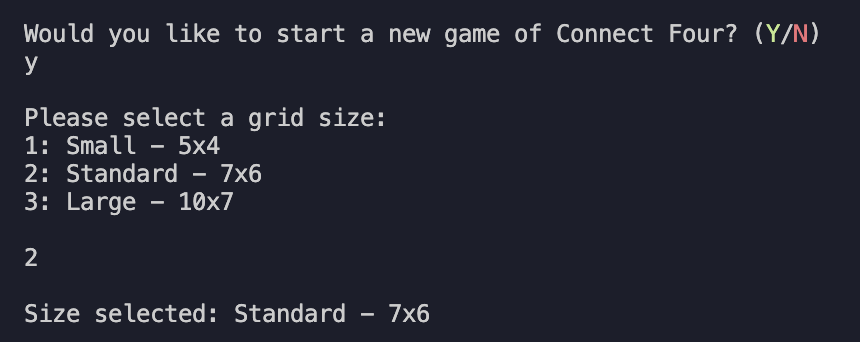 Would you like to start a new game of Connect Four? (Y/N)
y
Please select a grid size:
1: Small – 5x4
2: Standard – 7x6
3: Large – 10x7
2
Size selected: Standard – 7x6